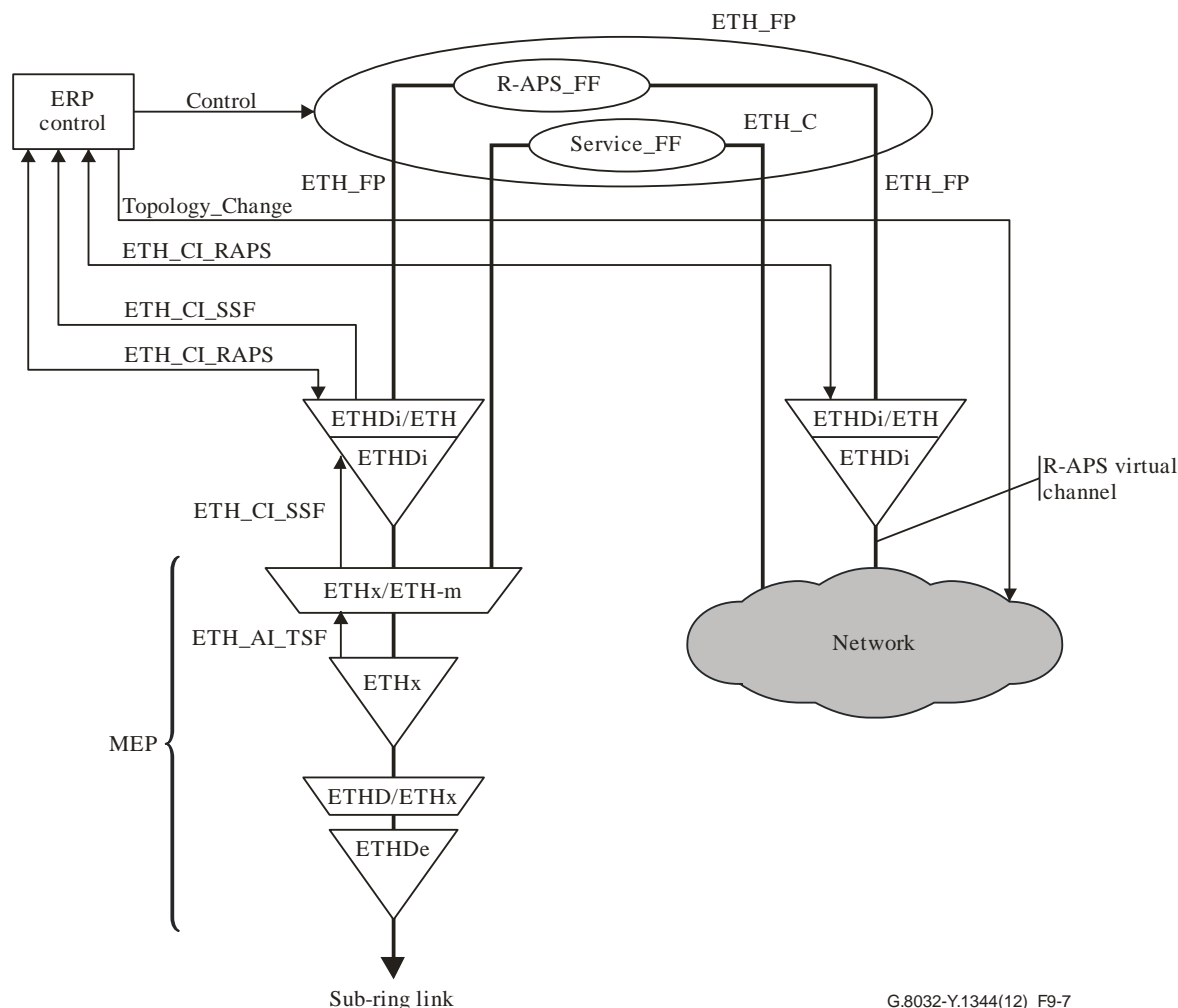 ETH_FP
R-APS_FF
ERP
control
Control
ETH_C
Service_FF
ETH_FP
ETH_FP
Topology_Change
ETH_CI_RAPS
ETH_CI_SSF
ETH_CI_RAPS
ETHDi/ETH
ETHDi/ETH
ETHDi
ETHDi
R-APS virtual
channel
ETH_CI_SSF
ETHx/ETH-m
ETH_AI_TSF
Network
ETHx
MEP
ETHD/ETHx
ETHDe
Sub-ring link
G.8032-Y.1344(12)_F9-7